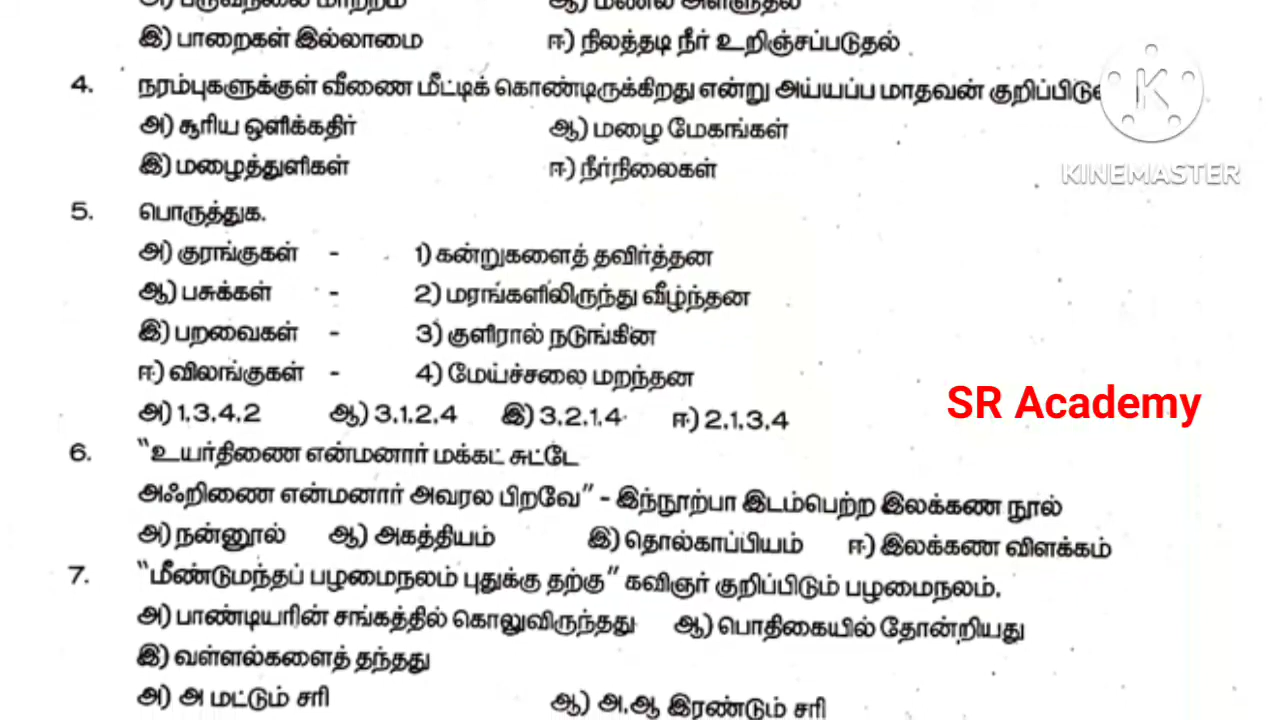 அ) பருவநிலை மாற்றம் ஆ) மணல் அள்ளுதல்
இ) பாறைகள் இல்லாமை ஈ) நிலத்தடி நீர் உறிஞ்சப்படுதல்
4. நரம்புகளுக்குள் வீணை மீட்டிக் கொண்டிருக்கிறது என்று அய்யப்ப மாதவன்
KINEMASTER
அ) சூரிய ஒளிக்கதிர் ஆ) மழை மேகங்கள்
இ) மழைத்துளிகள் ஈ) நீர்நிலைகள்
5. பொருத்துக.
அ) குரங்குகள் - 1) கன்றுகளைத் தவிர்த்தன
ஆ) பசுக்கள் - 2) மரங்களிலிருந்து வீழ்ந்தன
இ) பறவைகள் - 3) குளிரால் நடுங்கின
ஈ) விலங்குகள் - 4) மேய்ச்சலை மறந்தன
SR Academy
அ) 1,3,4,2 ஆ) 3,1,2,4 இ) 3,2,1,4 ஈ) 2,1,3,4
6. "உயர்திணை என்மனார் மக்கட் சுட்டே
அஃறிணை என்மனார் அவரல பிறவே" - இந்நூற்பா இடம்பெற்ற இலக்கண நூல்
அ) நன்னூல் ஆ) அகத்தியம் இ) தொல்காப்பியம் ஈ) இலக்கண விளக்கம்
7. "மீண்டுமந்தப் பழமைநலம் புதுக்கு தற்கு" கவிஞர் குறிப்பிடும் பழமைநலம்.
அ) பாண்டியரின் சங்கத்தில் கொலுவிருந்தது ஆ) பொதிகையில் தோன்றியது
இ) வள்ளல்களைத் தந்தது
அ) அ மட்டும் சரி ஆ) அ,ஆ இரண்டும் சரி